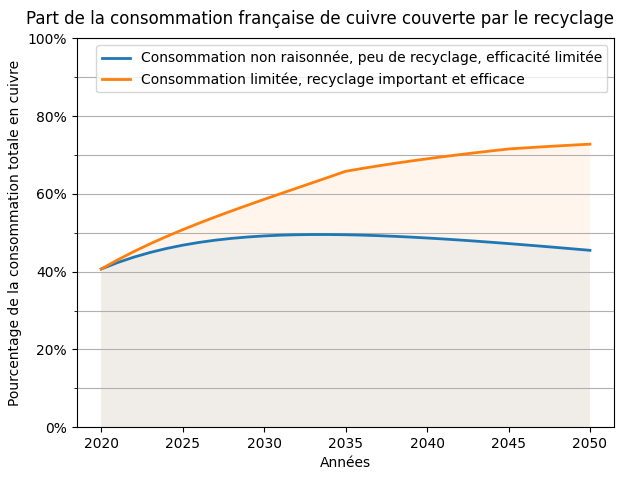 Part de la consommation française de cuivre couverte par le recyclage
Pourcentage de la consommation totale en cuivre
100%
80%
60%
40%
20%
0%
Consommation non raisonnée, peu de recyclage, efficacité limitée
Consommation limitée, recyclage important et efficace
2020 2025 2030 2035 2040 2045 2050
Années